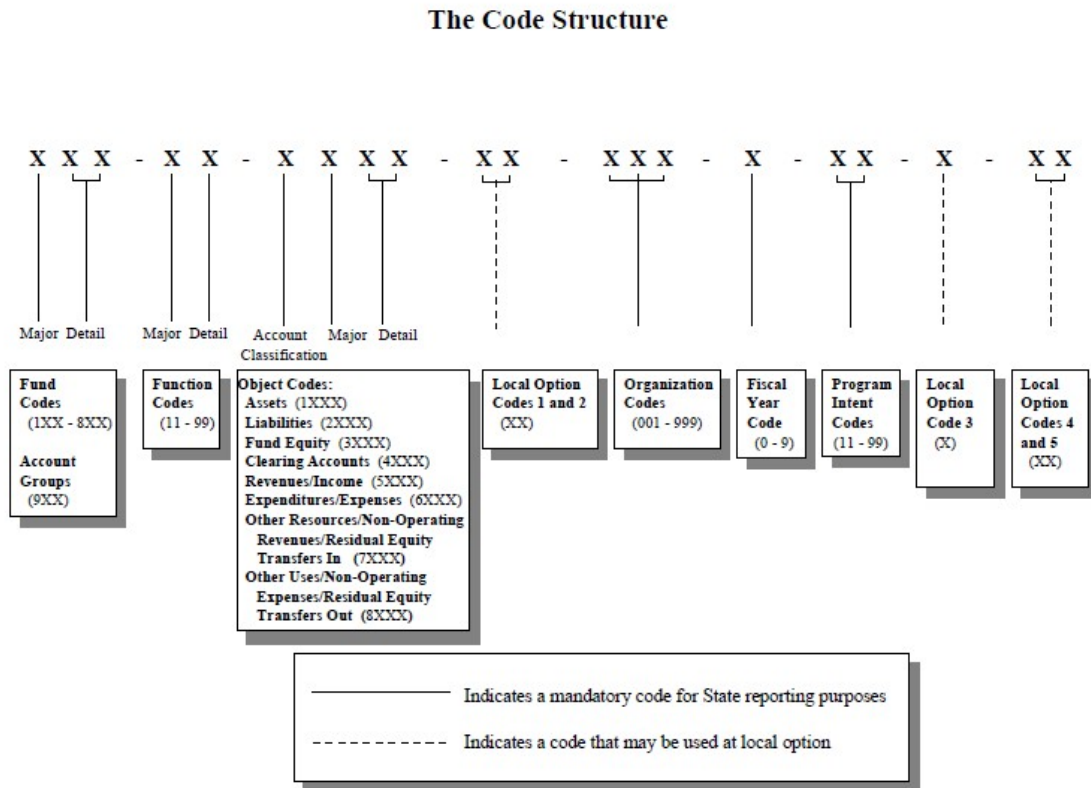 The Code Structure
X X X - X X - X X X X - X X - X X X - X - X X - X - X X
Major Detail
Major Detail
Account Classification
Major Detail
Fund
Codes
(1XX - 8XX)
Account
Groups
(9XX)
Function
Codes
(11 - 99)
Object Codes:
Assets (1XXX)
Liabilities (2XXX)
Fund Equity (3XXX)
Clearing Accounts (4XXX)
Revenues/Income (5XXX)
Expenditures/Expenses (6XXX)
Other Resources/Non-Operating
Revenues/Residual Equity
Transfers In (7XXX)
Other Uses/Non-Operating
Expenses/Residual Equity
Transfers Out (8XXX)
Local Option
Codes 1 and 2
(XX)
Organization
Codes
(001 - 999)
Fiscal
Year
Code
(0 - 9)
Program
Intent
Codes
(11 - 99)
Local
Option
Code 3
(X)
Local
Option
Codes 4
and 5
(XX)
Indicates a mandatory code for State reporting purposes
Indicates a code that may be used at local option